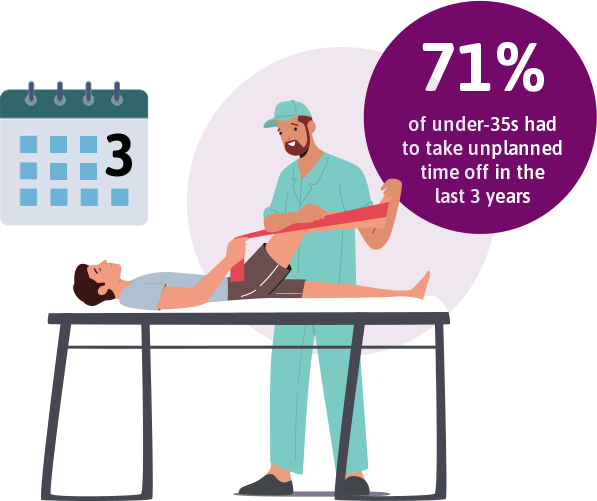 71%
of under-35s had
to take unplanned
time off in the
last 3 years
3